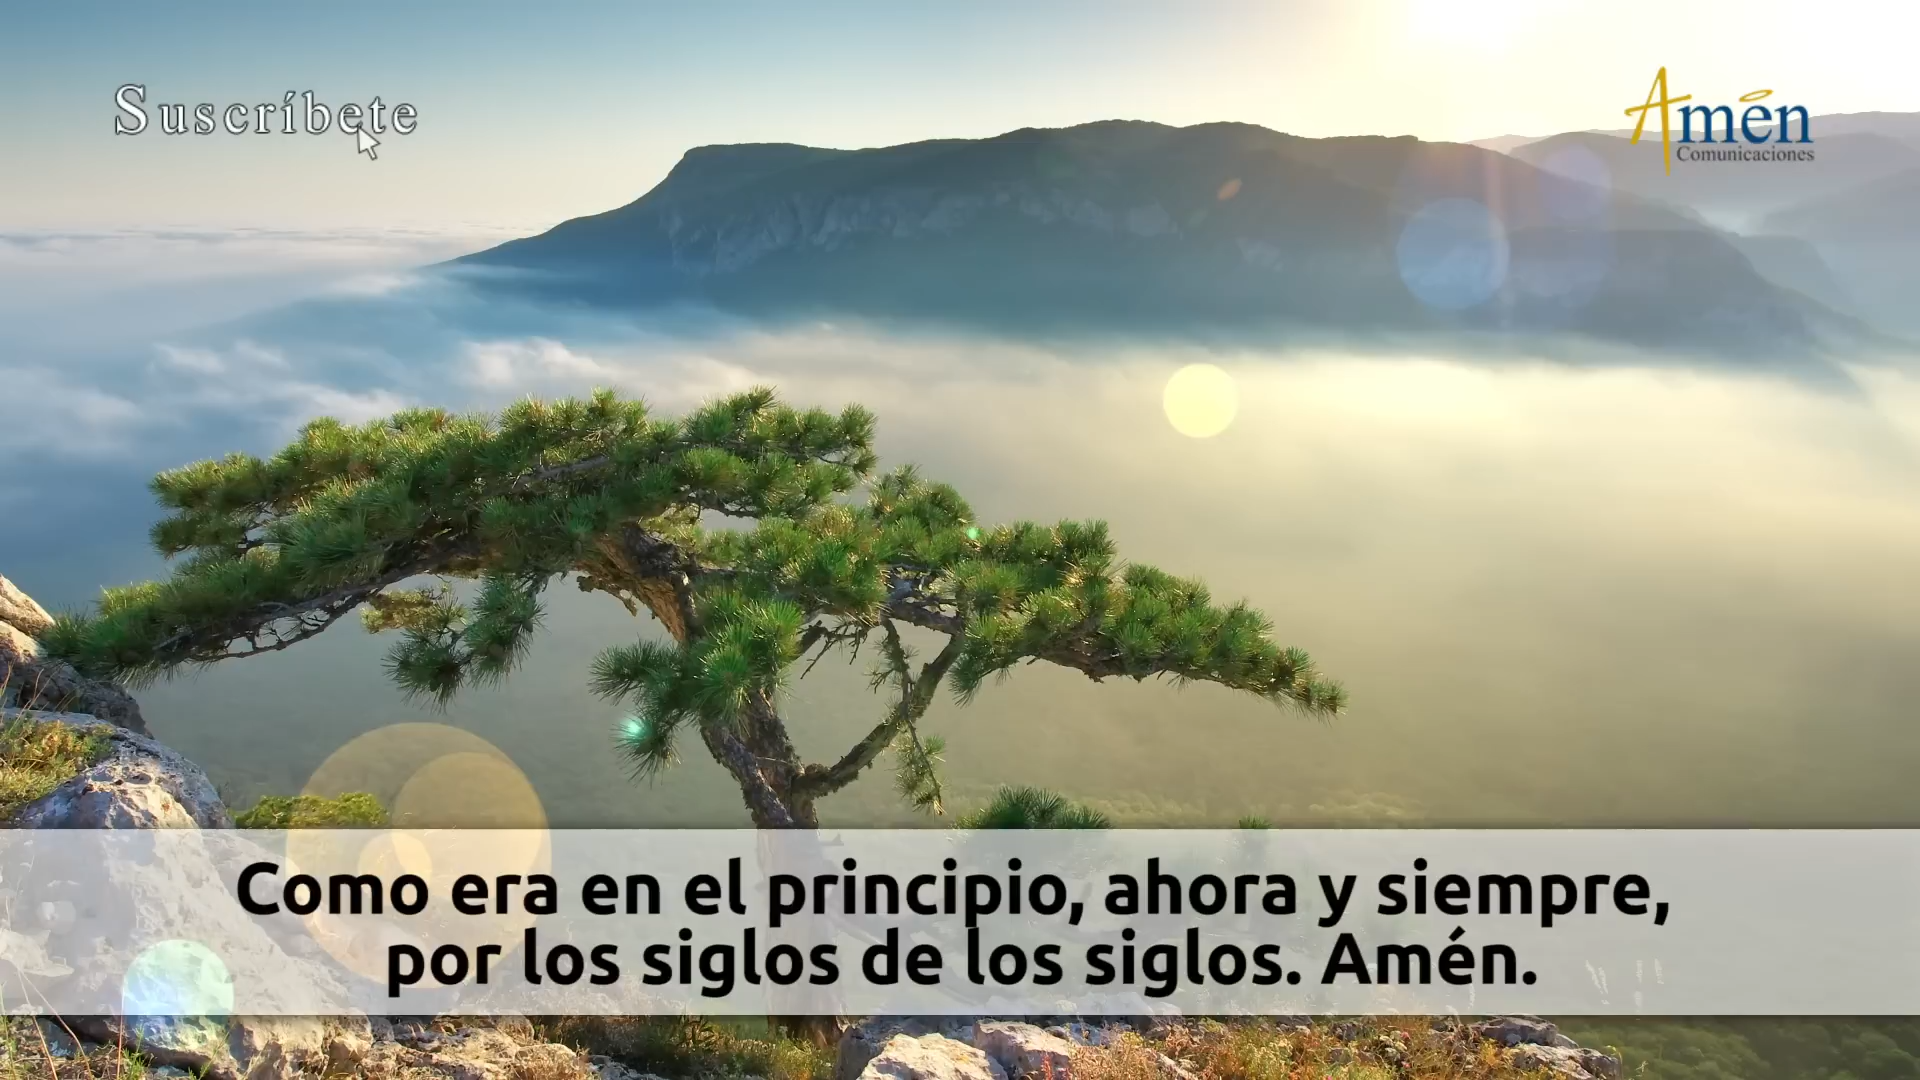 Suscríbete
Amén
Comunicaciones
Como era en el principio, ahora y siempre,
por los siglos de los siglos. Amén.